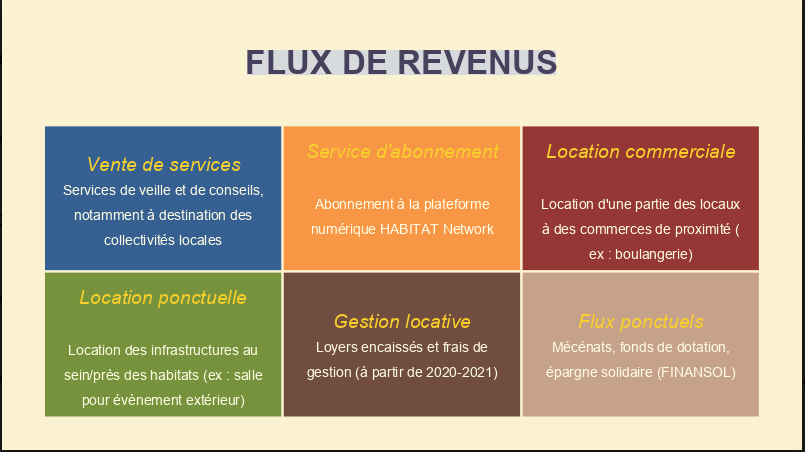 FLUX DE REVENUS
Vente de services
Services de veille et de conseils,
notamment à destination des
collectivités locales
Service d'abonnement
Abonnement à la plateforme
numérique HABITAT Network
Location commerciale
Location d'une partie des locaux
à des commerces de proximité (
ex : boulangerie)
Location ponctuelle
Location des infrastructures au
sein/près des habitats (ex : salle
pour évènement extérieur)
Gestion locative
Loyers encaissés et frais de
gestion (à partir de 2020-2021)
Flux ponctuels
Mécénats, fonds de dotation,
épargne solidaire (FINANSOL)